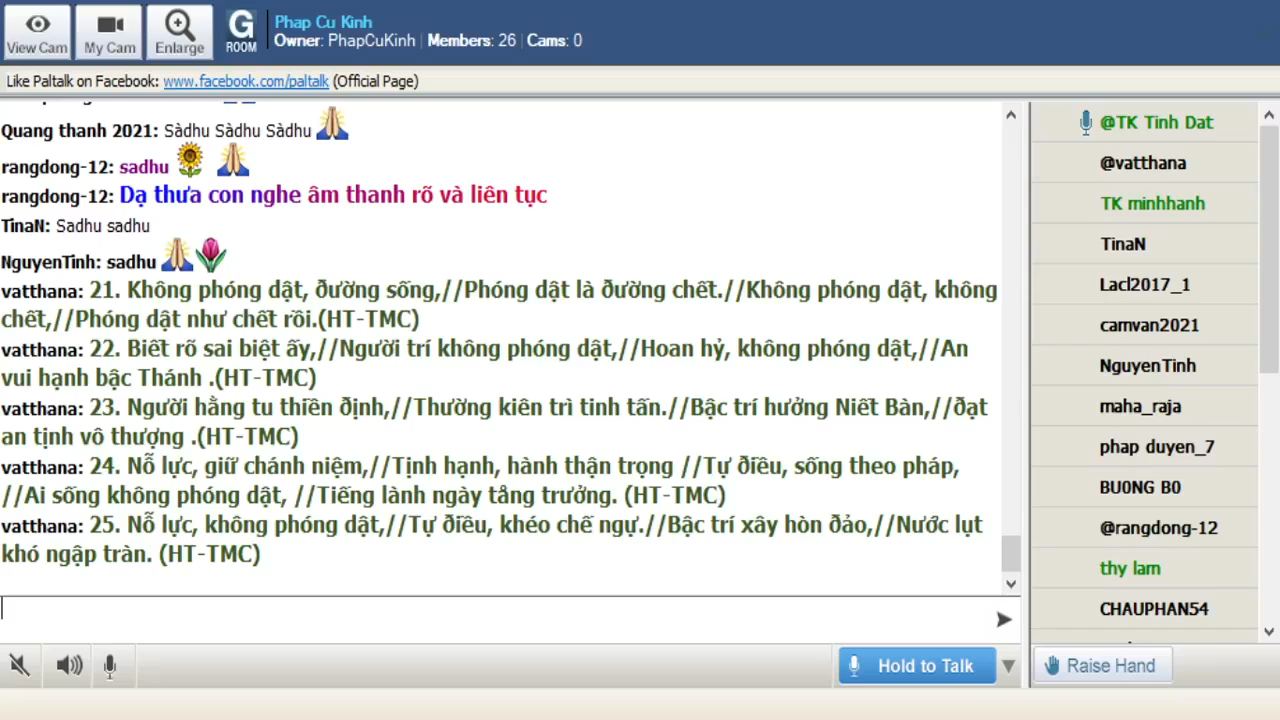 View Cam
My Cam
Enlarge
G
ROOM
Phap Cu Kinh
Owner: PhapCuKinh | Members: 26 | Cams: 0
Like Paltalk on Facebook: www.facebook.com/paltalk (Official Page)
Quang thanh 2021: Sàdhu Sàdhu Sàdhu
rangdong-12: sadhu
rangdong-12: Dạ thưa con nghe âm thanh rõ và liên tục
TinaN: Sadhu sadhu
NguyenTinh: sadhu
vatthana: 21. Không phóng dật, đường sống,//Phóng dật là đường chết.//Không phóng dật, không
chết,//Phóng dật như chết rồi.(HT-TMC)
vatthana: 22. Biết rõ sai biệt ấy,//Người trí không phóng dật,//Hoan hỷ, không phóng dật,//An
vui hạnh bậc Thánh .(HT-TMC)
vatthana: 23. Người hằng tu thiền định,//Thường kiên trì tinh tấn.//Bậc trí hưởng Niết Bàn,//đạt
an tịnh vô thượng .(HT-TMC)
vatthana: 24. Nỗ lực, giữ chánh niệm,//Tịnh hạnh, hành thận trọng //Tự điều, sống theo pháp,
//Ai sống không phóng dật, //Tiếng lành ngày tăng trưởng. (HT-TMC)
vatthana: 25. Nỗ lực, không phóng dật,//Tự điều, khéo chế ngự.//Bậc trí xây hòn đảo,//Nước lụt
khó ngập tràn. (HT-TMC)
@TK Tinh Dat
@vatthana
TK minhhanh
TinaN
Lacl2017_1
camvan2021
NguyenTinh
maha_raja
phap duyen_7
BU0NG B0
@rangdong-12
thy lam
CHAUPHAN54
Hold to Talk
Raise Hand